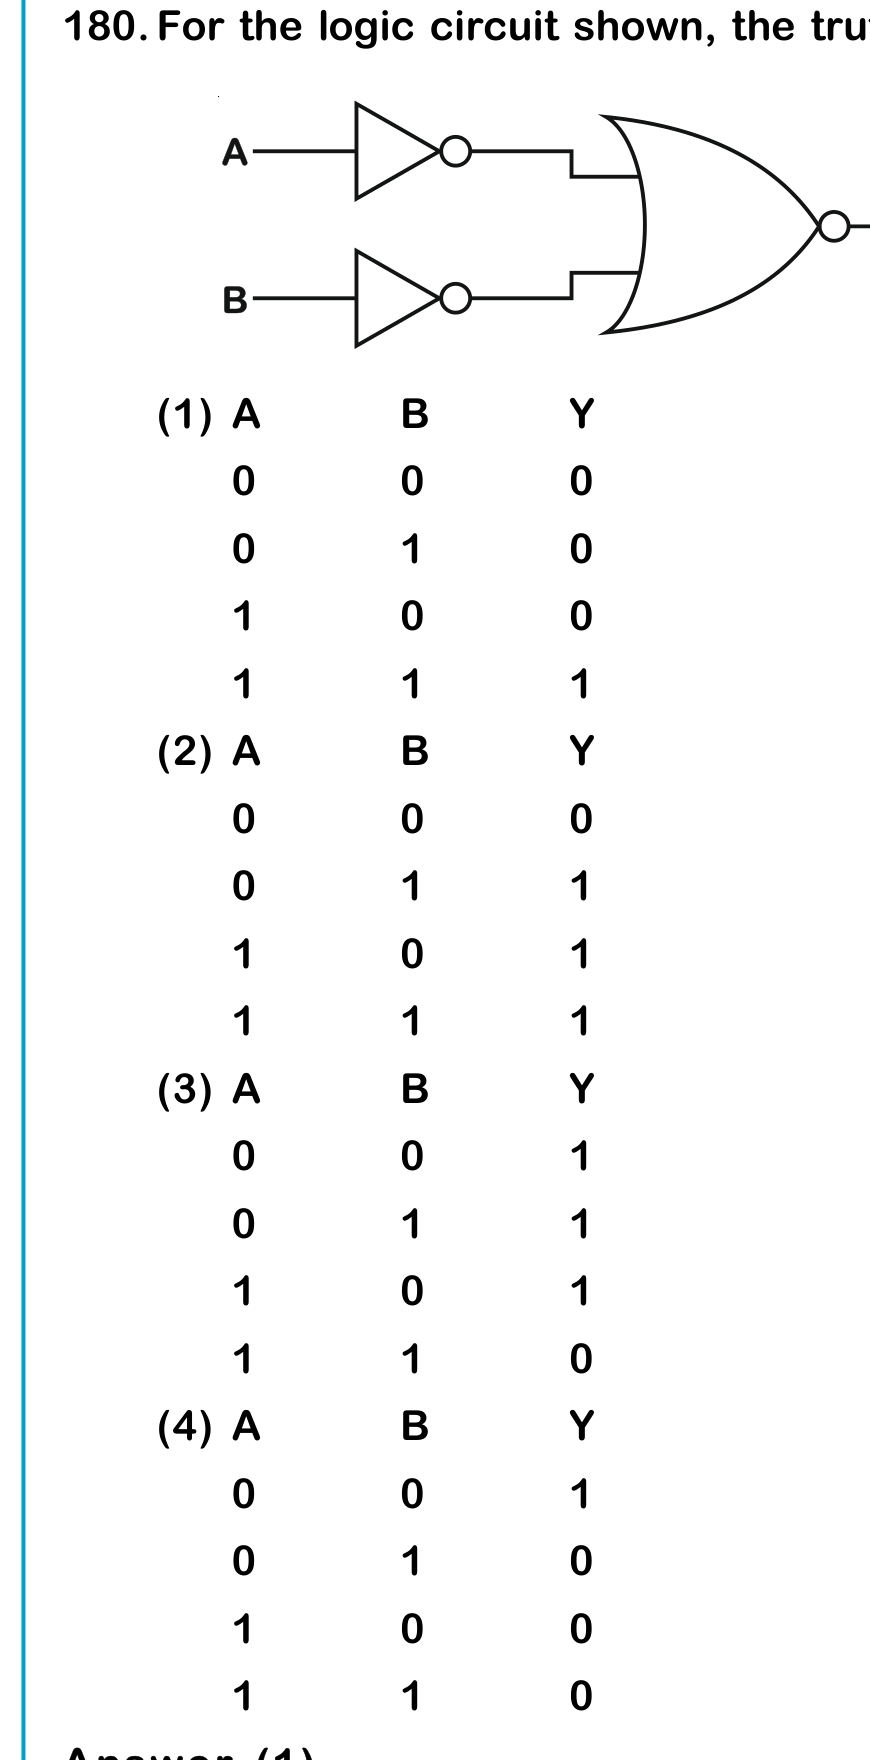 180. For the logic circuit shown, the
A
B
(1) A B Y
0 0 0
0 1 0
1 0 0
1 1 1
(2) A B Y
0 0 0
0 1 1
1 0 1
1 1 1
(3) A B Y
0 0 1
0 1 1
1 0 1
1 1 0
(4) A B Y
0 0 1
0 1 0
1 0 0
1 1 0
Answer (1)